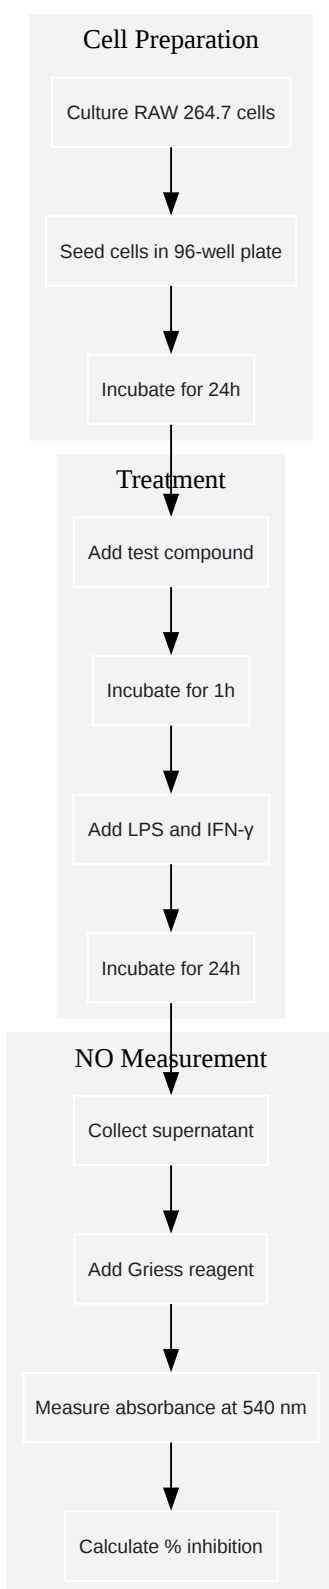 Cell Preparation
Culture RAW 264.7 cells
Seed cells in 96-well plate
Incubate for 24h
Treatment
Add test compound
Incubate for 1h
Add LPS and IFN-γ
Incubate for 24h
NO Measurement
Collect supernatant
Add Griess reagent
Measure absorbance at 540 nm
Calculate % inhibition